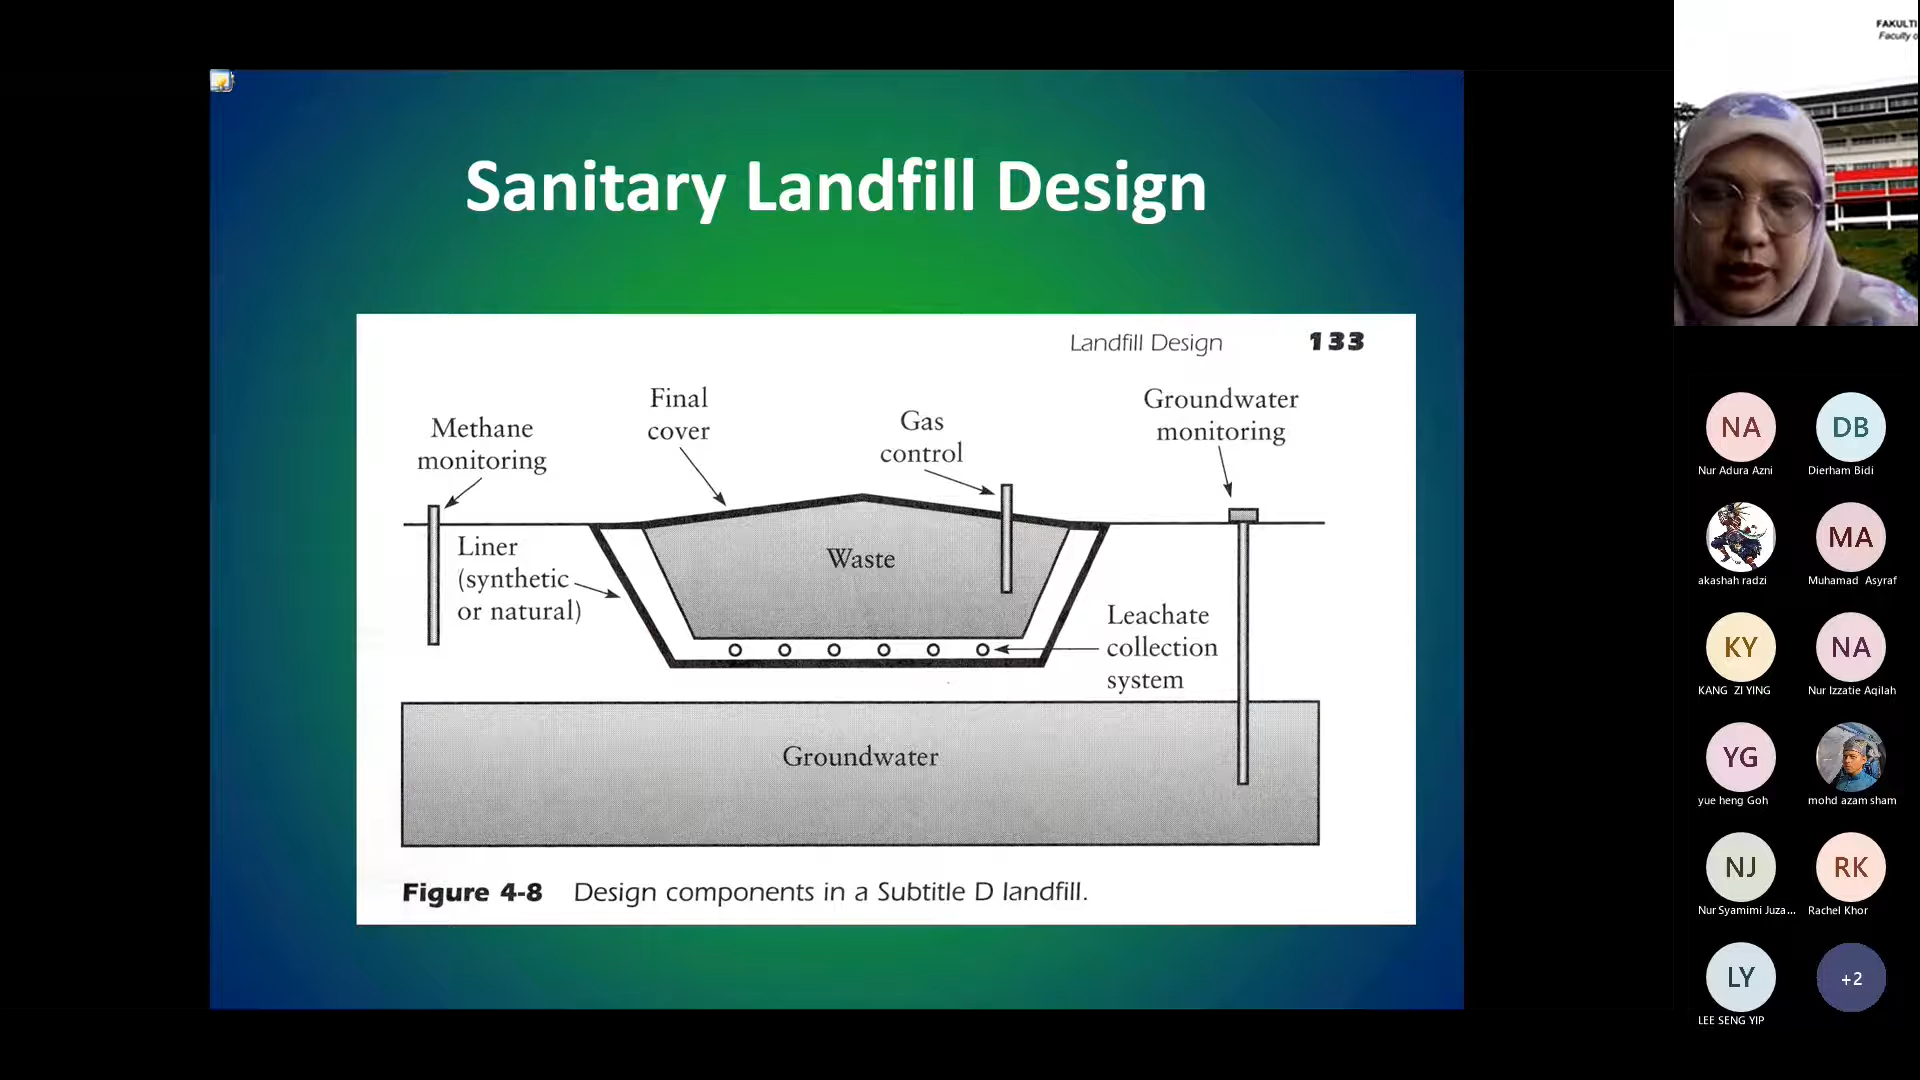 Sanitary Landfill Design
Landfill Design 133
Methane
monitoring
Final
cover
Gas
control
Groundwater
monitoring
Liner
(synthetic
or natural)
Waste
Leachate
collection
system
Groundwater
Figure 4-8 Design components in a Subtitle D landfill.
FAKULTI
Faculty o
NA
Nur Adura Azni
DB
Dierham Bidi
akashah radzi
MA
Muhamad Asyraf
KY
KANG ZI YING
NA
Nur Izzatie Aqilah
YG
yue heng Goh
mohd azam sham
NJ
Nur Syamimi Juza...
RK
Rachel Khor
LY
LEE SENG YIP
+2